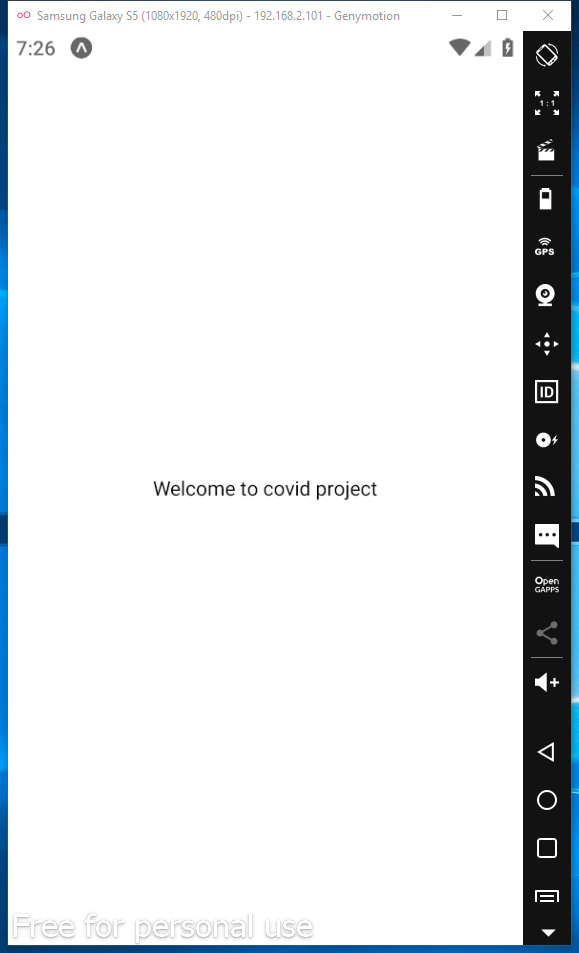 Samsung Galaxy S5 (1080x1920, 480dpi) - 192.168.2.101 - Genymotion
7:26
1 : 1
GPS
ID
Welcome to covid project
Open
GAPPS
Free for personal use